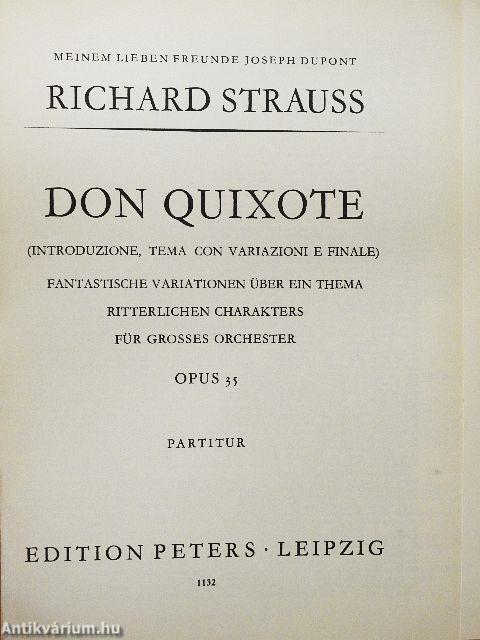 MEINEM LIEBEN FREUNDE JOSEPH DUPONT
RICHARD STRAUSS
DON QUIXOTE
(INTRODUZIONE, TEMA CON VARIAZIONI E FINALE)
FANTASTISCHE VARIATIONEN ÜBER EIN THEMA
RITTERLICHEN CHARAKTERS
FÜR GROSSES ORCHESTER
OPUS 35
PARTITUR
EDITION PETERS · LEIPZIG
1132
Antikvárium.hu